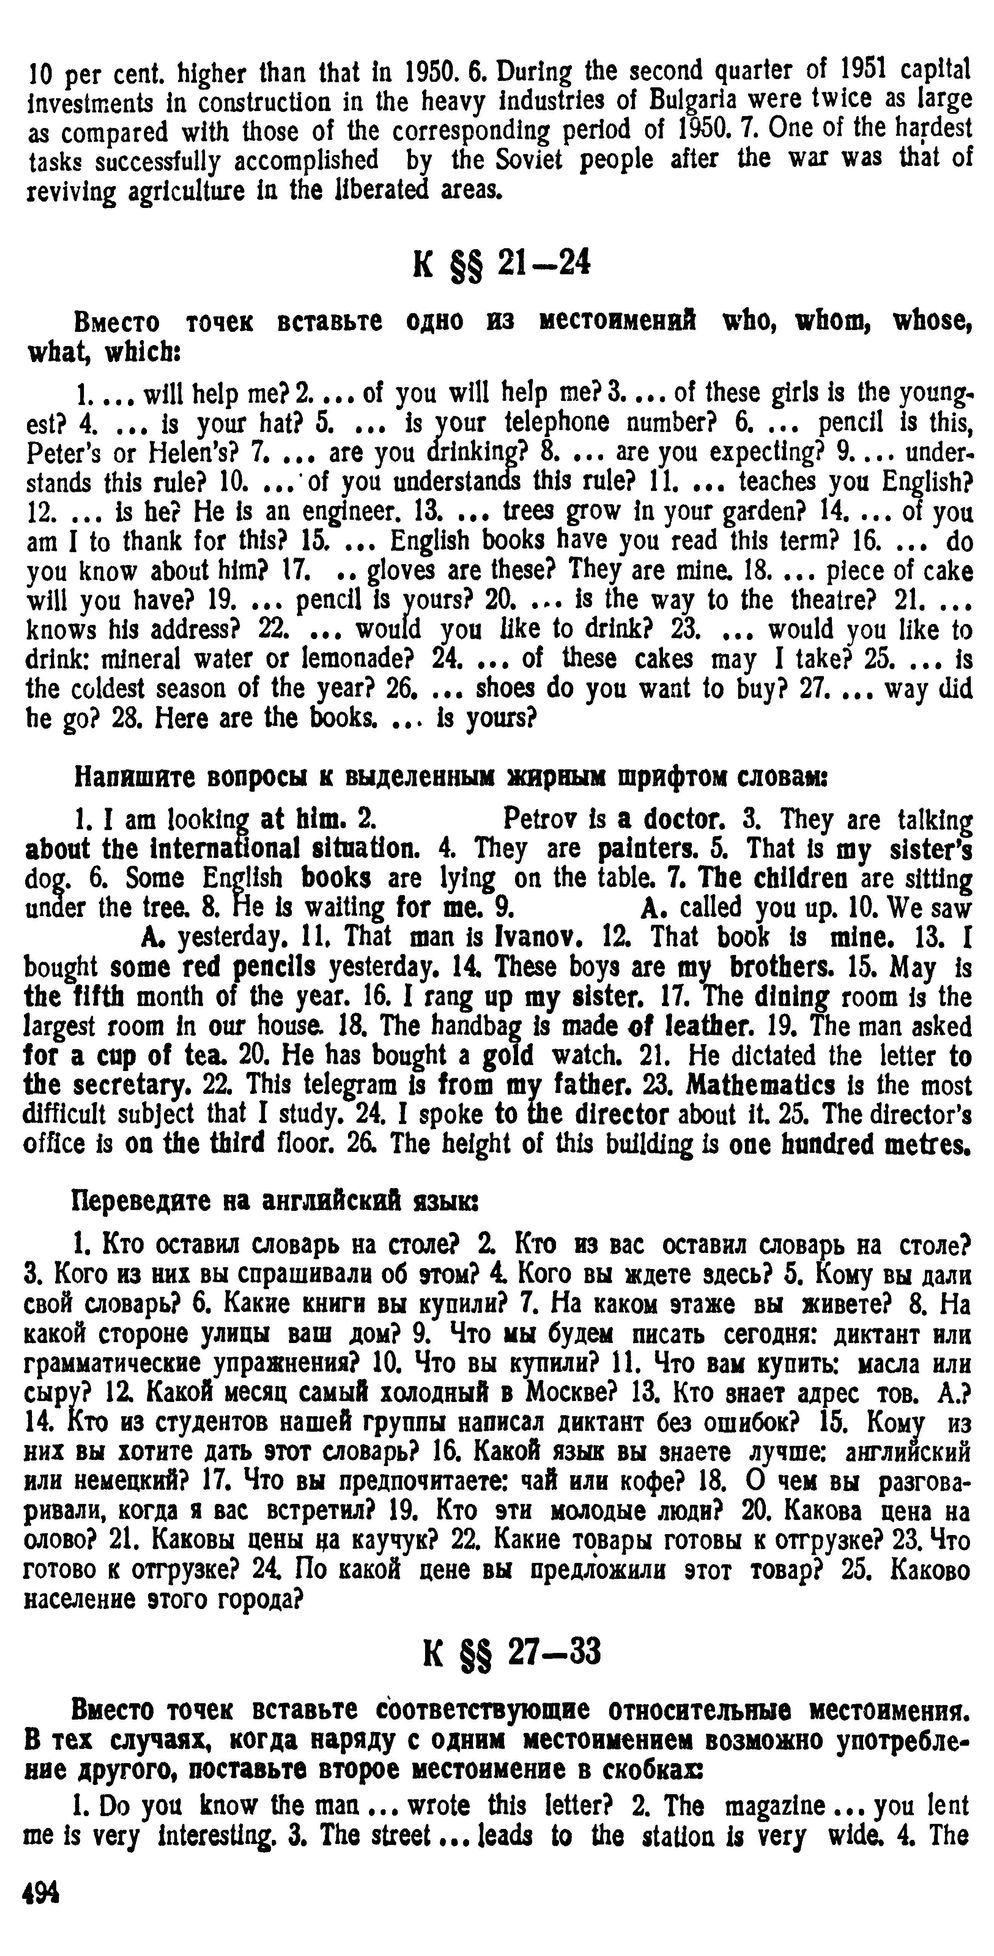 10 per cent. higher than that in 1950. 6. During the second quarter of 1951 capital
investments in construction in the heavy industries of Bulgaria were twice as large
as compared with those of the corresponding period of 1950. 7. One of the hardest
tasks successfully accomplished by the Soviet people after the war was that of
reviving agriculture in the liberated areas.
К §§ 21—24
Вместо точек вставьте одно из местоимений who, whom, whose,
what, which:
1. ... will help me? 2. ... of you will help me? 3. ... of these girls is the young-
est? 4. ... is your hat? 5. ... is your telephone number? 6. ... pencil is this,
Peter's or Helen's? 7. ... are you drinking? 8. ... are you expecting? 9. ... under-
stands this rule? 10. ... of you understands this rule? 11. ... teaches you English?
12. ... is he? He is an engineer. 13. ... trees grow in your garden? 14. ... of you
am I to thank for this? 15. ... English books have you read this term? 16. ... do
you know about him? 17. .. gloves are these? They are mine. 18. ... piece of cake
will you have? 19. ... pencil is yours? 20. ... is the way to the theatre? 21. ...
knows his address? 22. ... would you like to drink? 23. ... would you like to
drink: mineral water or lemonade? 24. ... of these cakes may I take? 25. ... is
the coldest season of the year? 26. ... shoes do you want to buy? 27. ... way did
he go? 28. Here are the books. ... is yours?
Напишите вопросы к выделенным жирным шрифтом словам:
1. I am looking at him. 2. Petrov is a doctor. 3. They are talking
about the international situation. 4. They are painters. 5. That is my sister's
dog. 6. Some English books are lying on the table. 7. The children are sitting
under the tree. 8. He is waiting for me. 9. A. called you up. 10. We saw
A. yesterday. 11. That man is Ivanov. 12. That book is mine. 13. I
bought some red pencils yesterday. 14. These boys are my brothers. 15. May is
the fifth month of the year. 16. I rang up my sister. 17. The dining room is the
largest room in our house. 18. The handbag is made of leather. 19. The man asked
for a cup of tea. 20. He has bought a gold watch. 21. He dictated the letter to
the secretary. 22. This telegram is from my father. 23. Mathematics is the most
difficult subject that I study. 24. I spoke to the director about it. 25. The director's
office is on the third floor. 26. The height of this building is one hundred metres.
Переведите на английский язык:
1. Кто оставил словарь на столе? 2. Кто из вас оставил словарь на столе?
3. Кого из них вы спрашивали об этом? 4. Кого вы ждете здесь? 5. Кому вы дали
свой словарь? 6. Какие книги вы купили? 7. На каком этаже вы живете? 8. На
какой стороне улицы ваш дом? 9. Что мы будем писать сегодня: диктант или
грамматические упражнения? 10. Что вы купили? 11. Что вам купить: масла или
сыру? 12. Какой месяц самый холодный в Москве? 13. Кто знает адрес тов. А.?
14. Кто из студентов нашей группы написал диктант без ошибок? 15. Кому из
них вы хотите дать этот словарь? 16. Какой язык вы знаете лучше: английский
или немецкий? 17. Что вы предпочитаете: чай или кофе? 18. О чем вы разгова-
ривали, когда я вас встретил? 19. Кто эти молодые люди? 20. Какова цена на
олово? 21. Каковы цены на каучук? 22. Какие товары готовы к отгрузке? 23. Что
готово к отгрузке? 24. По какой цене вы предложили этот товар? 25. Каково
население этого города?
К §§ 27—33
Вместо точек вставьте соответствующие относительные местоимения.
В тех случаях, когда наряду с одним местоимением возможно употребле-
ние другого, поставьте второе местоимение в скобках:
1. Do you know the man ... wrote this letter? 2. The magazine ... you lent
me is very interesting. 3. The street ... leads to the station is very wide. 4. The
494